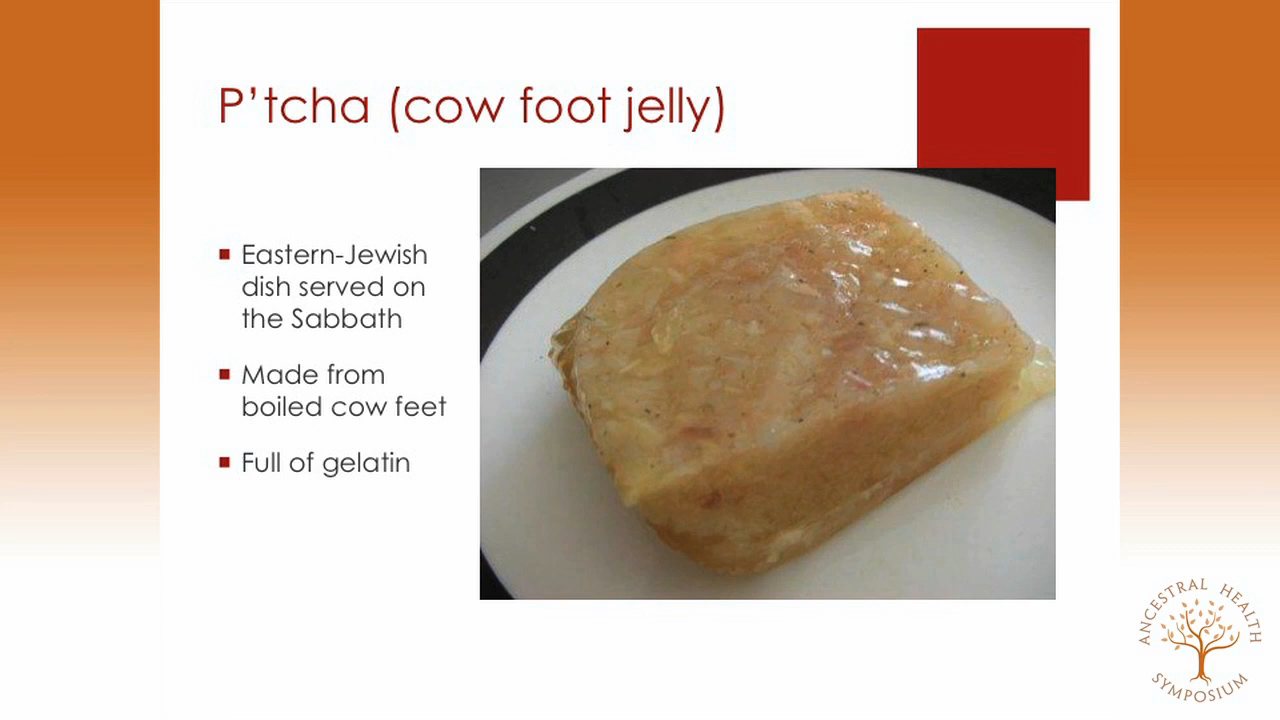 P’tcha (cow foot jelly)
Eastern-Jewish
dish served on
the Sabbath
Made from
boiled cow feet
Full of gelatin
ANCESTRAL HEALTH
SYMPOSIUM